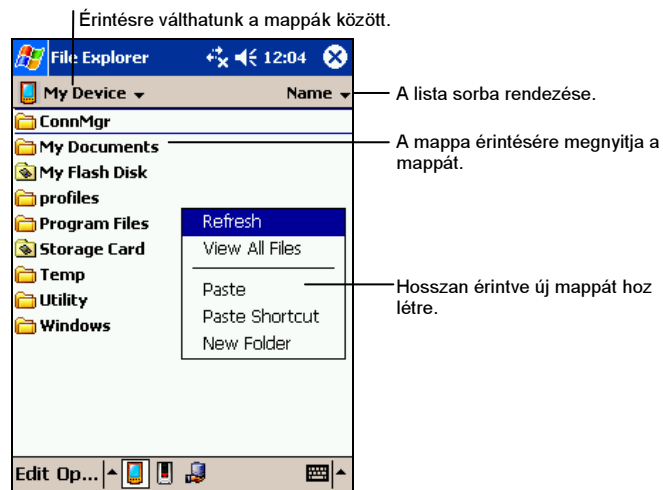 Érintésre válthatunk a mappák között.
File Explorer 12:04
My Device Name
A lista sorba rendezése.
ConnMgr
My Documents
A mappa érintésére megnyitja a
mappát.
My Flash Disk
profiles
Program Files
Storage Card
Temp
Utility
Windows
Refresh
View All Files
Paste
Paste Shortcut
New Folder
Hosszan érintve új mappát hoz
létre.
Edit Op...